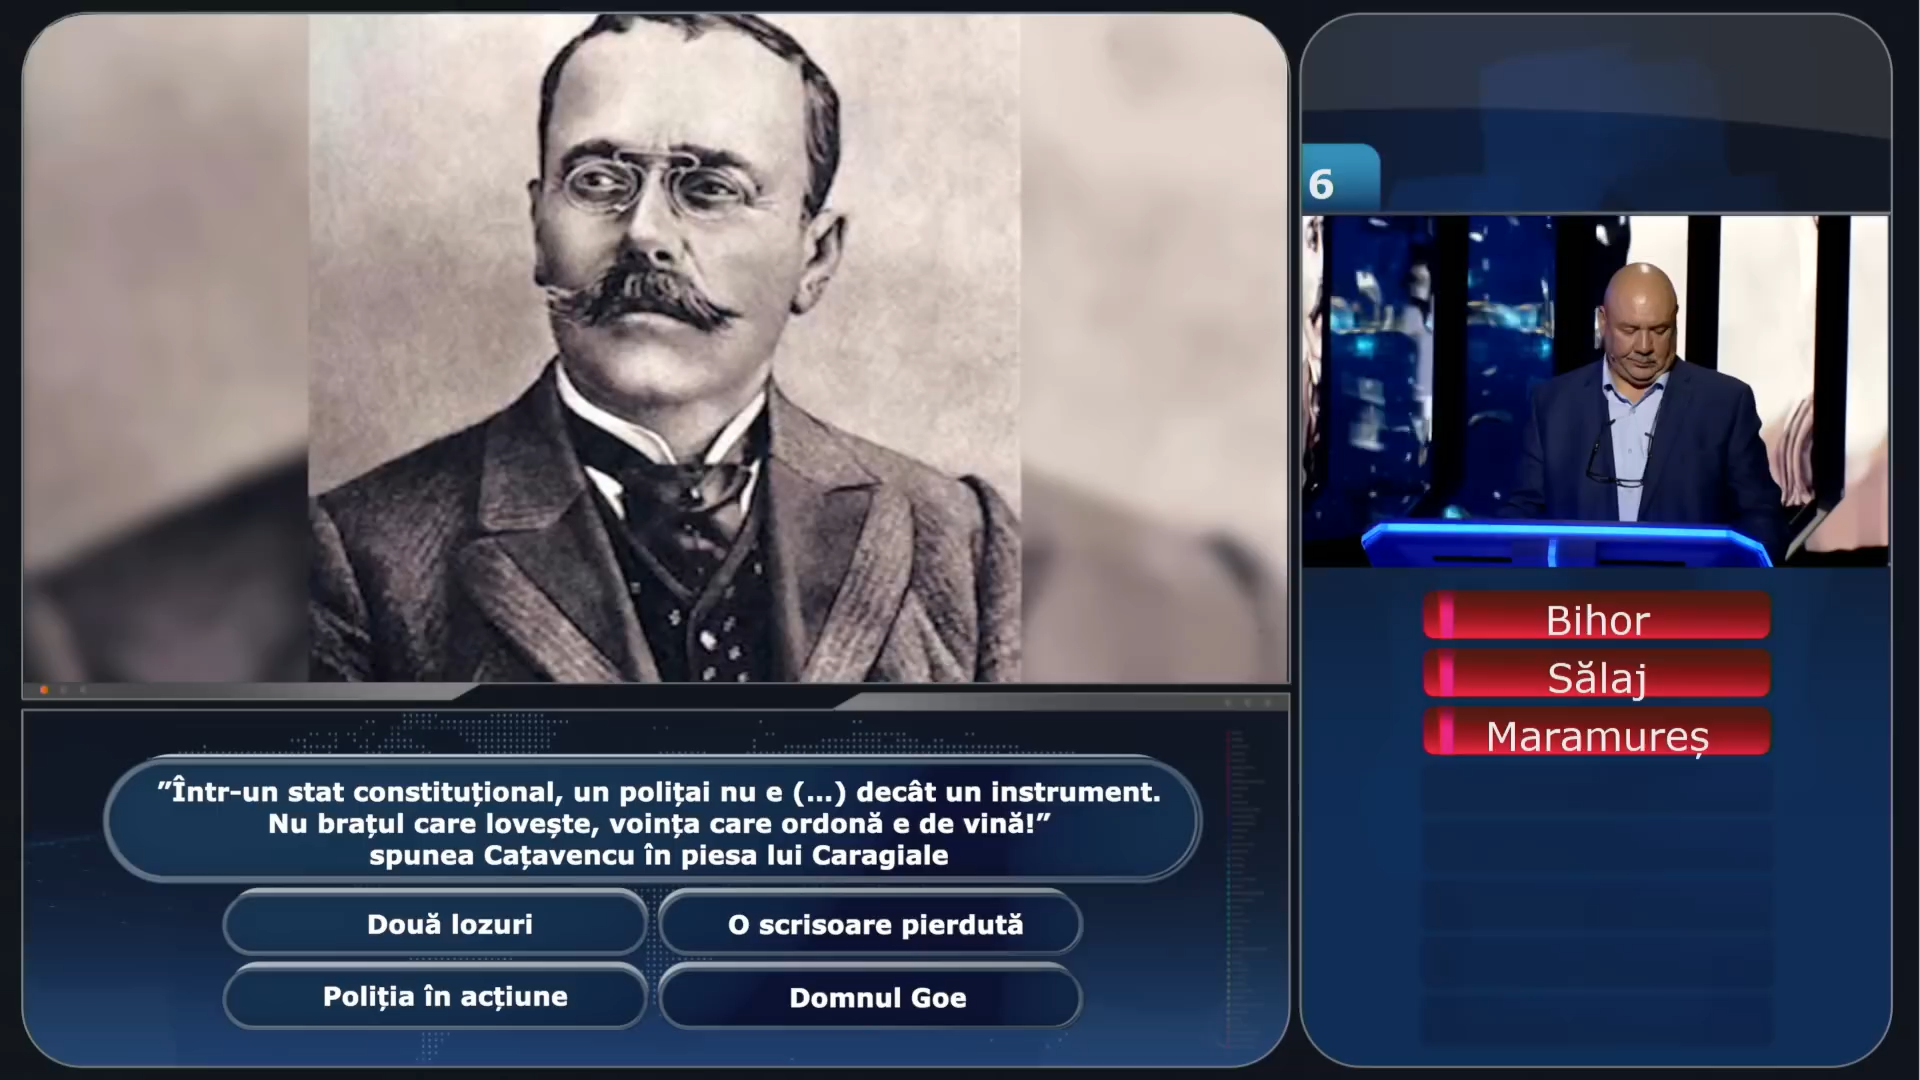 6
Bihor
Sălaj
Maramureș
”Într-un stat constituțional, un polițai nu e (...) decât un instrument.
Nu brațul care lovește, voința care ordonă e de vină!”
spunea Cațavencu în piesa lui Caragiale
Două lozuri
O scrisoare pierdută
Poliția în acțiune
Domnul Goe